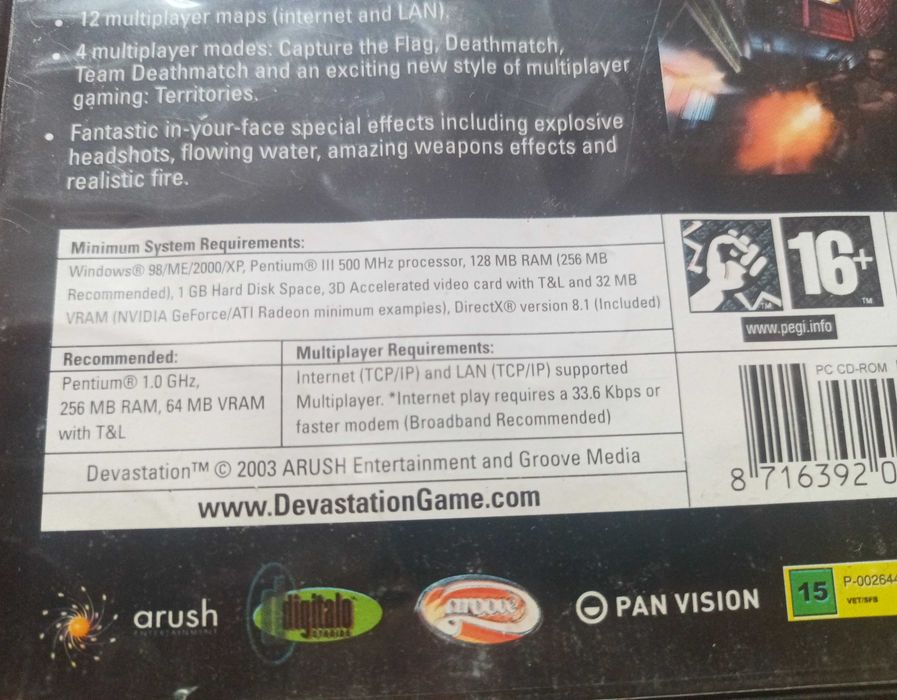 • 12 multiplayer maps (internet and LAN).
• 4 multiplayer modes: Capture the Flag, Deathmatch,
Team Deathmatch and an exciting new style of multiplayer
gaming: Territories.
• Fantastic in-your-face special effects including explosive
headshots, flowing water, amazing weapons effects and
realistic fire.
Minimum System Requirements:
Windows® 98/ME/2000/XP, Pentium® III 500 MHz processor, 128 MB RAM (256 MB
Recommended), 1 GB Hard Disk Space, 3D Accelerated video card with T&L and 32 MB
VRAM (NVIDIA GeForce/ATI Radeon minimum examples), DirectX® version 8.1 (Included)
Recommended:
Pentium® 1.0 GHz,
256 MB RAM, 64 MB VRAM
with T&L
Multiplayer Requirements:
Internet (TCP/IP) and LAN (TCP/IP) supported
Multiplayer. *Internet play requires a 33.6 Kbps or
faster modem (Broadband Recommended)
Devastation™ © 2003 ARUSH Entertainment and Groove Media
www.DevastationGame.com
TM
16+
TM
www.pegi.info
PC CD-ROM
8 716392 0
arush
ENTERTAINMENT
digitalo
STUDIOS
groove
PAN VISION
15
P-002644
VET/SFB